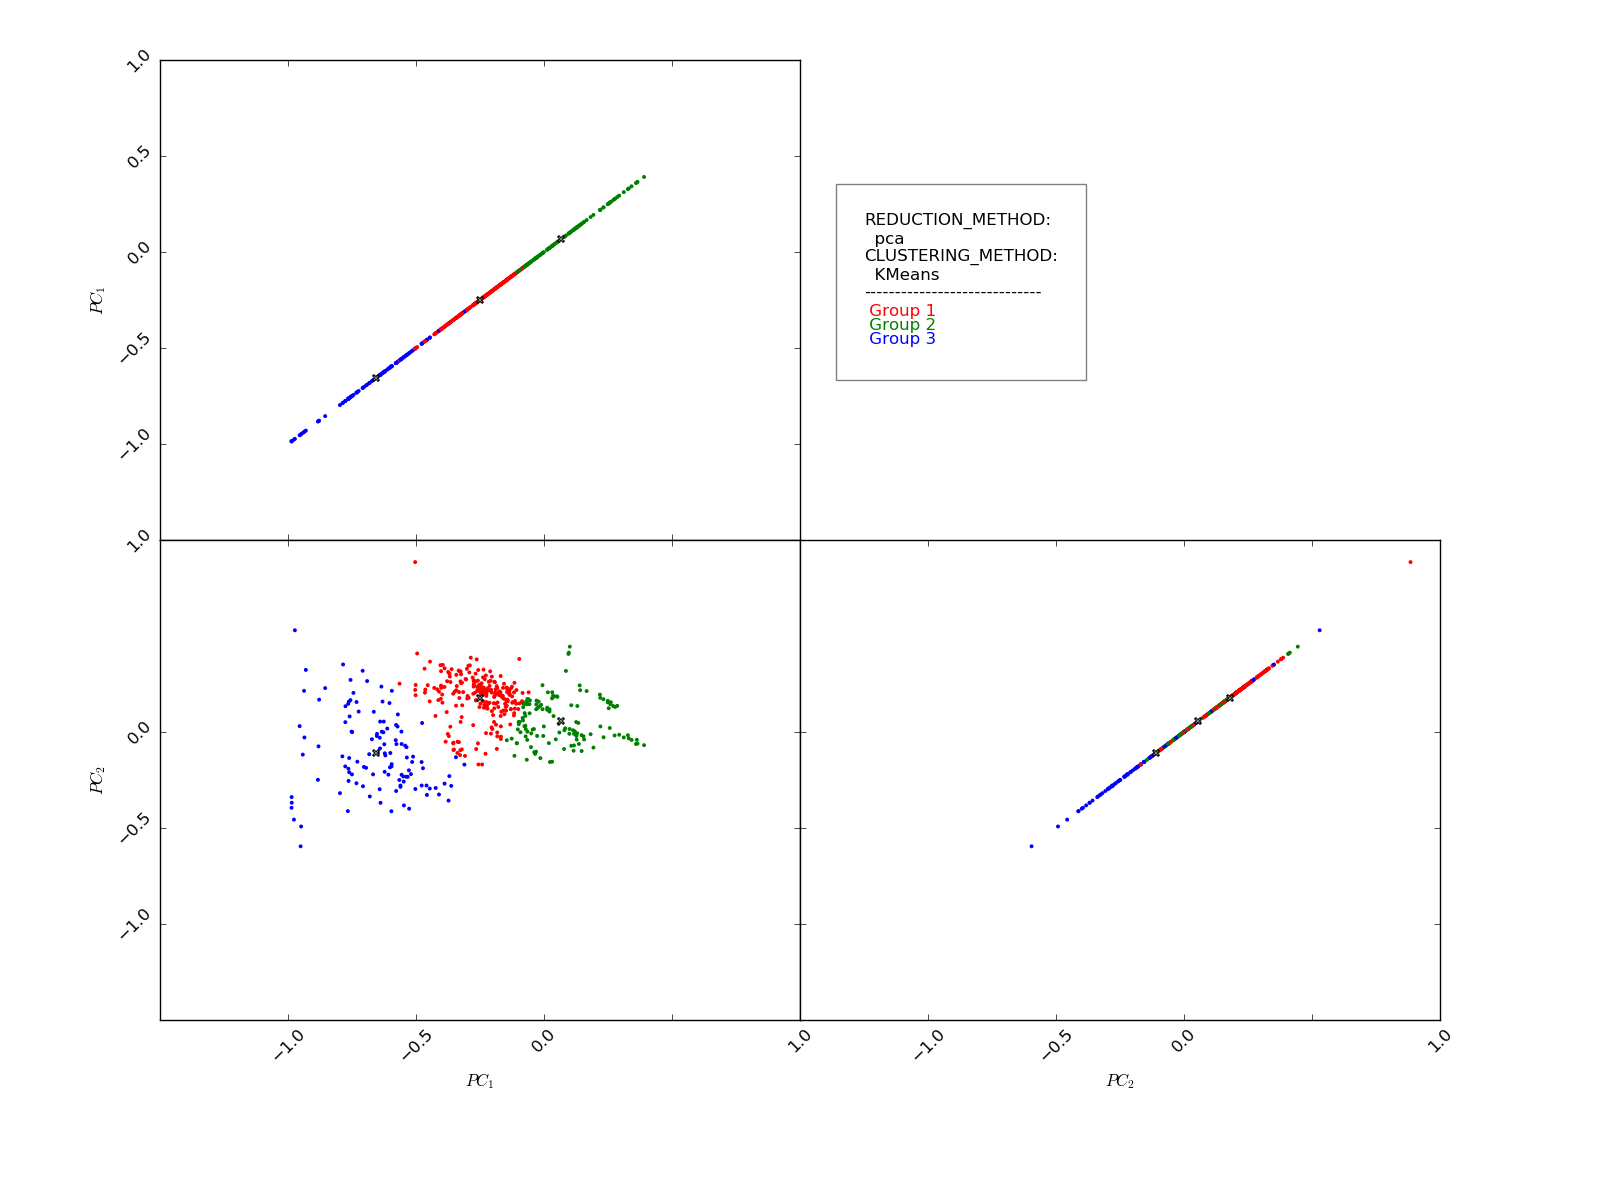 1.0
0.5
0.0
−0.5
−1.0
PC1
REDUCTION_METHOD:
pca
CLUSTERING_METHOD:
KMeans
------------------------------
Group 1
Group 2
Group 3
1.0
0.0
−0.5
−1.0
PC2
−1.0
−0.5
0.0
1.0
−1.0
−0.5
0.0
1.0
PC1
PC2